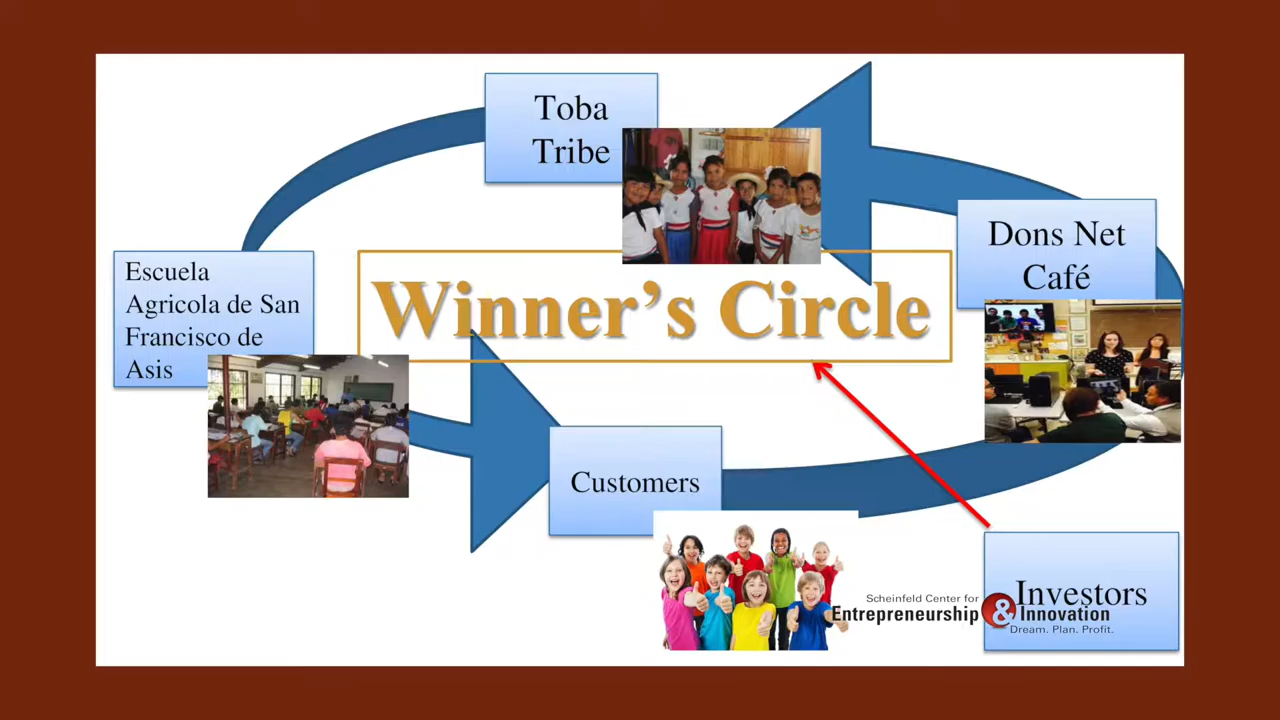 Toba
Tribe
Dons Net
Café
Escuela
Agricola de San
Francisco de
Asis
Winner's Circle
Customers
Investors
Scheinfeld Center for
Entrepreneurship & Innovation
Dream. Plan. Profit.